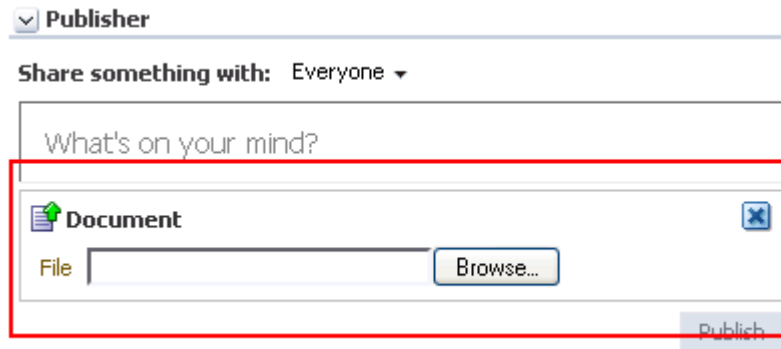 Publisher
Share something with: Everyone
What's on your mind?
Document
File Browse...
Publish